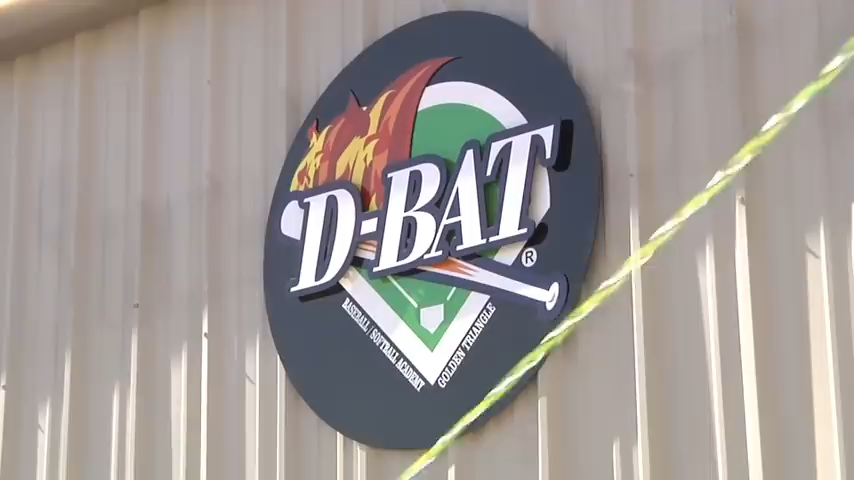 D-BAT
®
BASEBALL / SOFTBALL ACADEMY
GOLDEN TRIANGLE